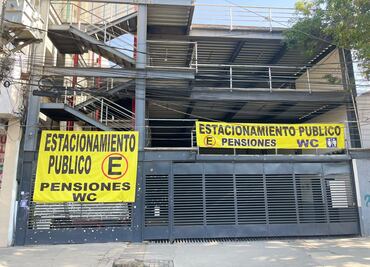 ESTACIONAMIENTO
PUBLICO E
PENSIONES
WC
ESTACIONAMIENTO PUBLICO
E PENSIONES WC